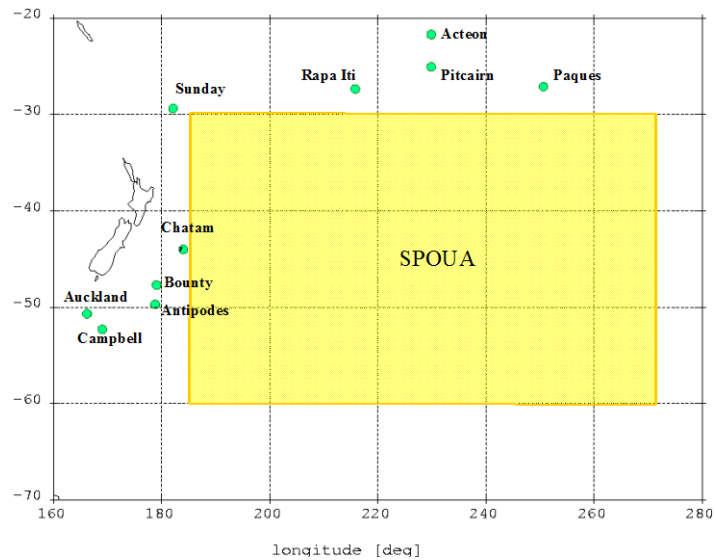 -20
Acteon
Rapa Iti
Pitcairn
Paques
Sunday
-30
-40
Chatam
SPOUA
Bounty
Auckland
-50
Antipodes
Campbell
-60
-70
160 180 200 220 240 260 280
longitude [deg]